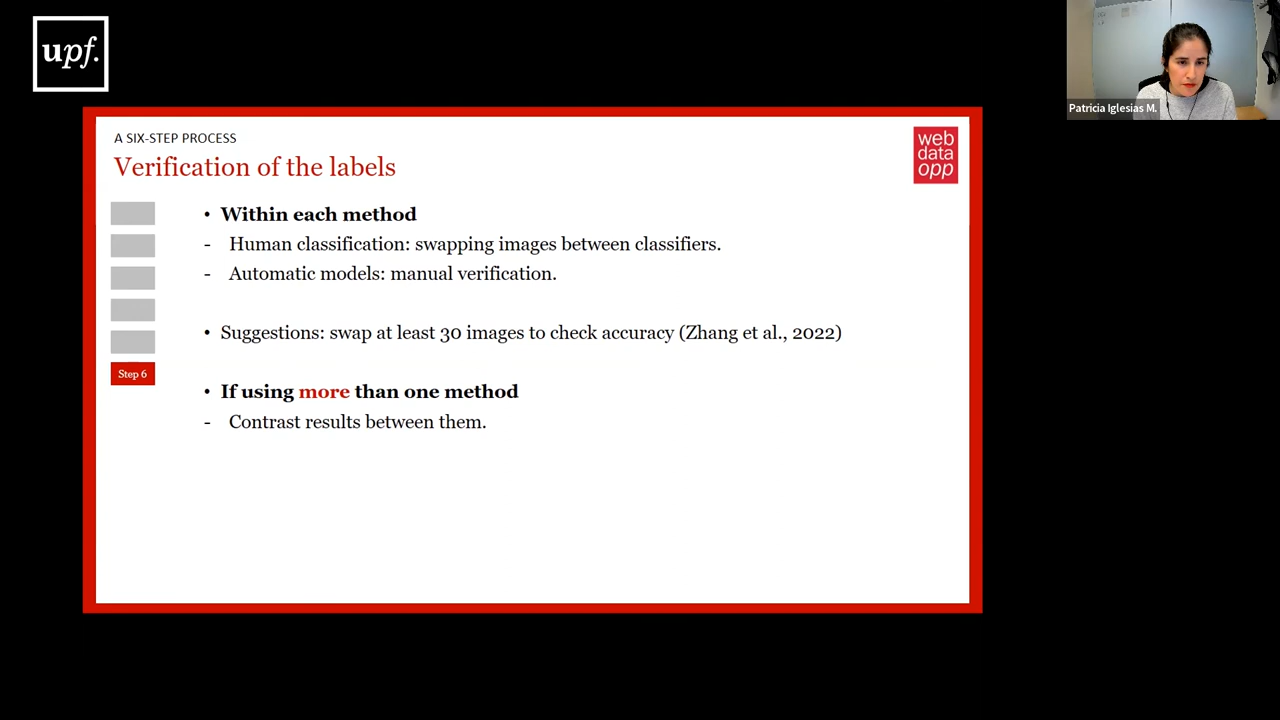 upf.
Patricia Iglesias M.
A SIX-STEP PROCESS
Verification of the labels
web
data
opp
• Within each method
- Human classification: swapping images between classifiers.
- Automatic models: manual verification.
• Suggestions: swap at least 30 images to check accuracy (Zhang et al., 2022)
Step 6
• If using more than one method
- Contrast results between them.